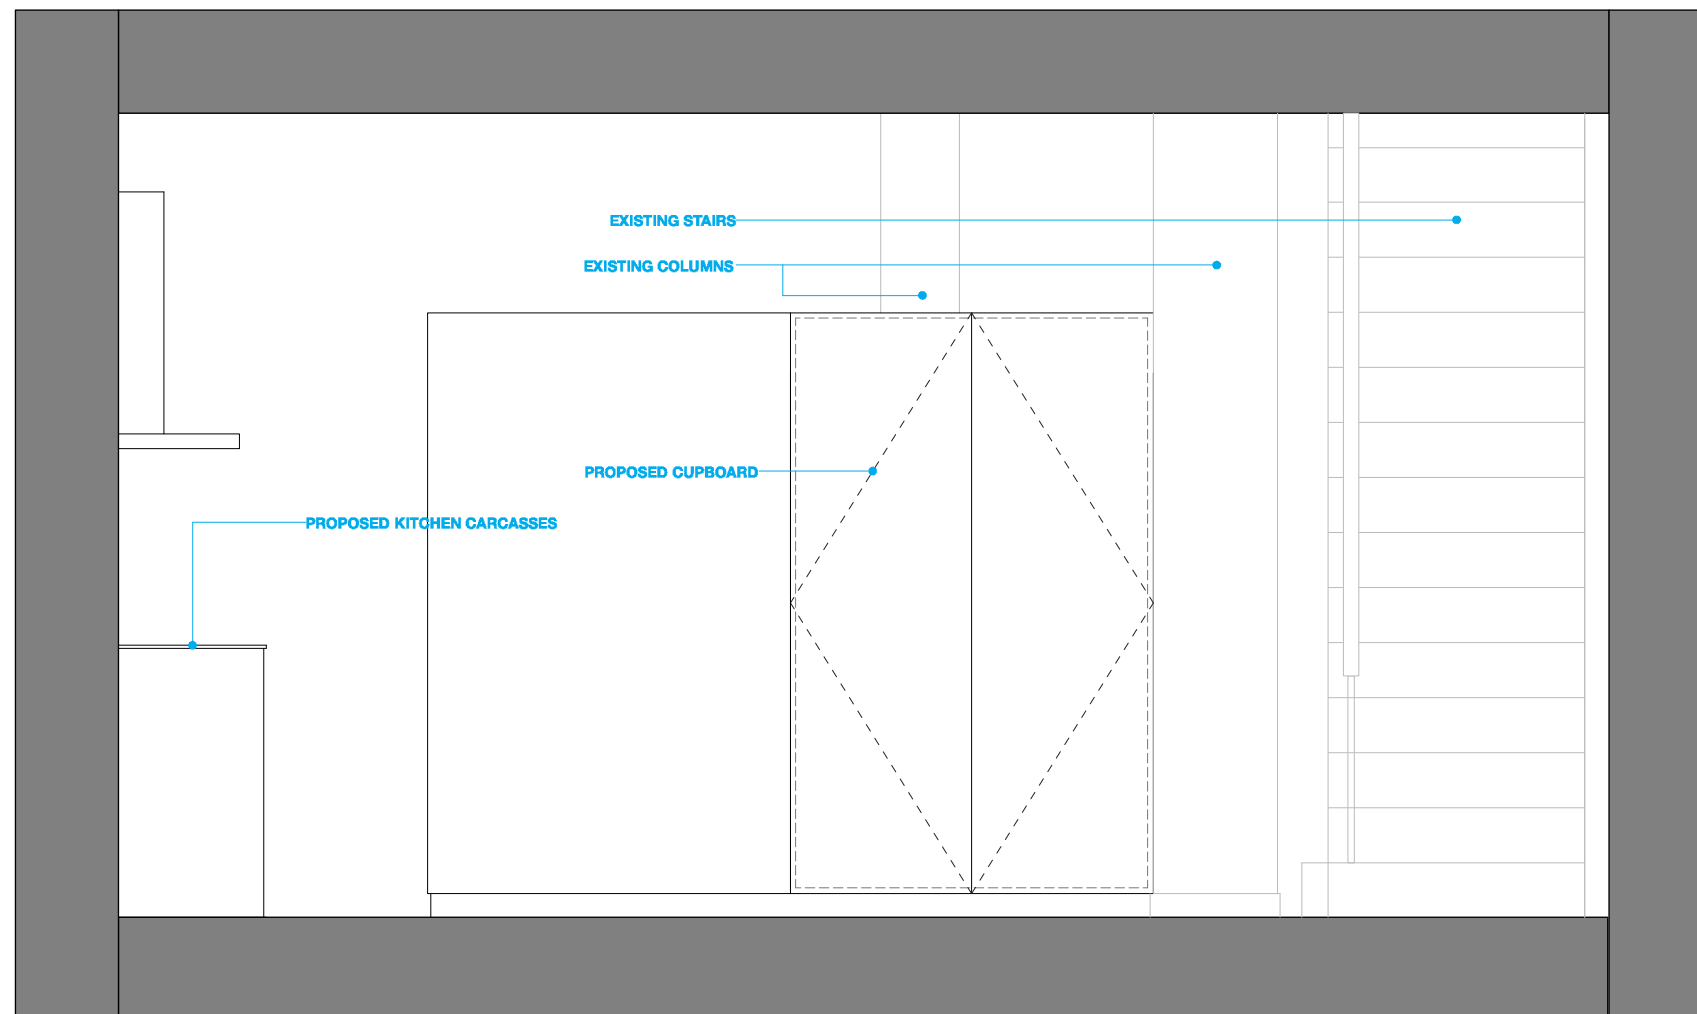 EXISTING STAIRS
EXISTING COLUMNS
PROPOSED CUPBOARD
PROPOSED KITCHEN CARCASSES